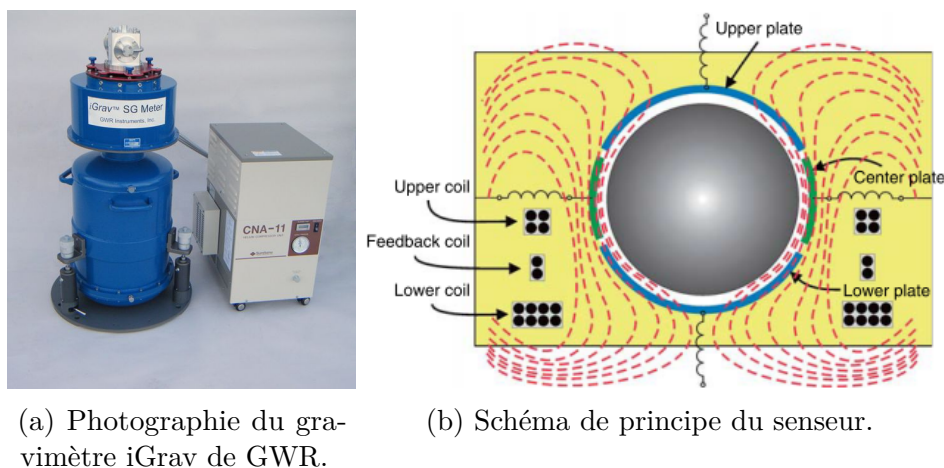 iGrav™ SG Meter
GWR Instruments, Inc.
CNA-11
Upper plate
Center plate
Upper coil
Feedback coil
Lower coil
Lower plate
(a) Photographie du gra-
vimètre iGrav de GWR.
(b) Schéma de principe du senseur.